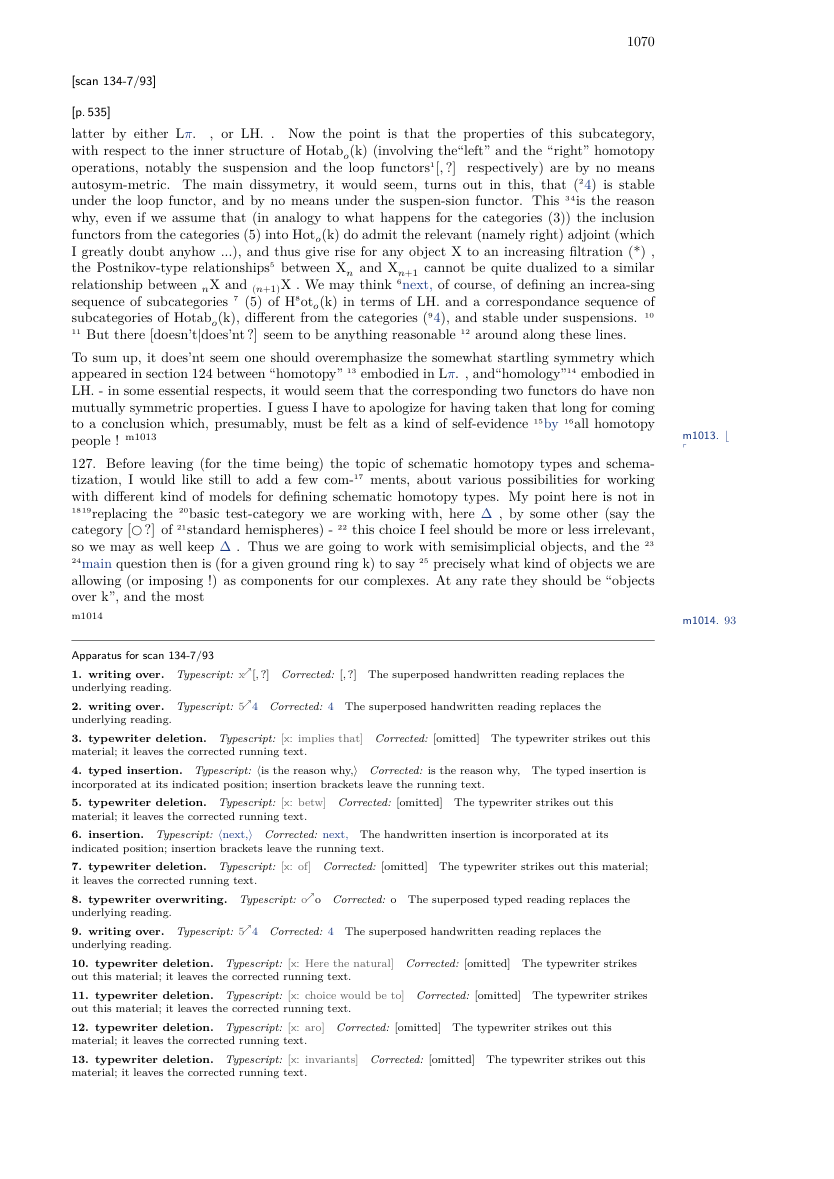 1070
[scan 134-7/93]
[p. 535]
latter by either Lπ. , or LH. . Now the point is that the properties of this subcategory,
with respect to the inner structure of Hotabₒ(k) (involving the“left” and the “right” homotopy
operations, notably the suspension and the loop functors¹[, ?] respectively) are by no means
autosym-metric. The main dissymetry, it would seem, turns out in this, that (²4) is stable
under the loop functor, and by no means under the suspen-sion functor. This ³⁴is the reason
why, even if we assume that (in analogy to what happens for the categories (3)) the inclusion
functors from the categories (5) into Hotₒ(k) do admit the relevant (namely right) adjoint (which
I greatly doubt anyhow ...), and thus give rise for any object X to an increasing filtration (*) ,
the Postnikov-type relationships⁵ between Xₙ and Xₙ₊₁ cannot be quite dualized to a similar
relationship between ₙX and ₍ₙ₊₁₎X . We may think ⁶next, of course, of defining an increa-sing
sequence of subcategories ⁷ (5) of H⁸otₒ(k) in terms of LH. and a correspondance sequence of
subcategories of Hotabₒ(k), different from the categories (⁹4), and stable under suspensions. ¹⁰
¹¹ But there [doesn't|does'nt ?] seem to be anything reasonable ¹² around along these lines.
To sum up, it does'nt seem one should overemphasize the somewhat startling symmetry which
appeared in section 124 between “homotopy” ¹³ embodied in Lπ. , and“homology”¹⁴ embodied in
LH. - in some essential respects, it would seem that the corresponding two functors do have non
mutually symmetric properties. I guess I have to apologize for having taken that long for coming
to a conclusion which, presumably, must be felt as a kind of self-evidence ¹⁵by ¹⁶all homotopy
people ! m1013
m1013. ⌊
┌
127. Before leaving (for the time being) the topic of schematic homotopy types and schema-
tization, I would like still to add a few com-¹⁷ ments, about various possibilities for working
with different kind of models for defining schematic homotopy types. My point here is not in
¹⁸¹⁹replacing the ²⁰basic test-category we are working with, here Δ , by some other (say the
category [○ ?] of ²¹standard hemispheres) - ²² this choice I feel should be more or less irrelevant,
so we may as well keep Δ . Thus we are going to work with semisimplicial objects, and the ²³
²⁴main question then is (for a given ground ring k) to say ²⁵ precisely what kind of objects we are
allowing (or imposing !) as components for our complexes. At any rate they should be “objects
over k”, and the most
m1014
m1014. 93
Apparatus for scan 134-7/93
1. writing over. Typescript: x↗[, ?] Corrected: [, ?] The superposed handwritten reading replaces the
underlying reading.
2. writing over. Typescript: 5↗4 Corrected: 4 The superposed handwritten reading replaces the
underlying reading.
3. typewriter deletion. Typescript: [x: implies that] Corrected: [omitted] The typewriter strikes out this
material; it leaves the corrected running text.
4. typed insertion. Typescript: ⟨is the reason why,⟩ Corrected: is the reason why, The typed insertion is
incorporated at its indicated position; insertion brackets leave the running text.
5. typewriter deletion. Typescript: [x: betw] Corrected: [omitted] The typewriter strikes out this
material; it leaves the corrected running text.
6. insertion. Typescript: ⟨next,⟩ Corrected: next, The handwritten insertion is incorporated at its
indicated position; insertion brackets leave the running text.
7. typewriter deletion. Typescript: [x: of] Corrected: [omitted] The typewriter strikes out this material;
it leaves the corrected running text.
8. typewriter overwriting. Typescript: o↗o Corrected: o The superposed typed reading replaces the
underlying reading.
9. writing over. Typescript: 5↗4 Corrected: 4 The superposed handwritten reading replaces the
underlying reading.
10. typewriter deletion. Typescript: [x: Here the natural] Corrected: [omitted] The typewriter strikes
out this material; it leaves the corrected running text.
11. typewriter deletion. Typescript: [x: choice would be to] Corrected: [omitted] The typewriter strikes
out this material; it leaves the corrected running text.
12. typewriter deletion. Typescript: [x: aro] Corrected: [omitted] The typewriter strikes out this
material; it leaves the corrected running text.
13. typewriter deletion. Typescript: [x: invariants] Corrected: [omitted] The typewriter strikes out this
material; it leaves the corrected running text.